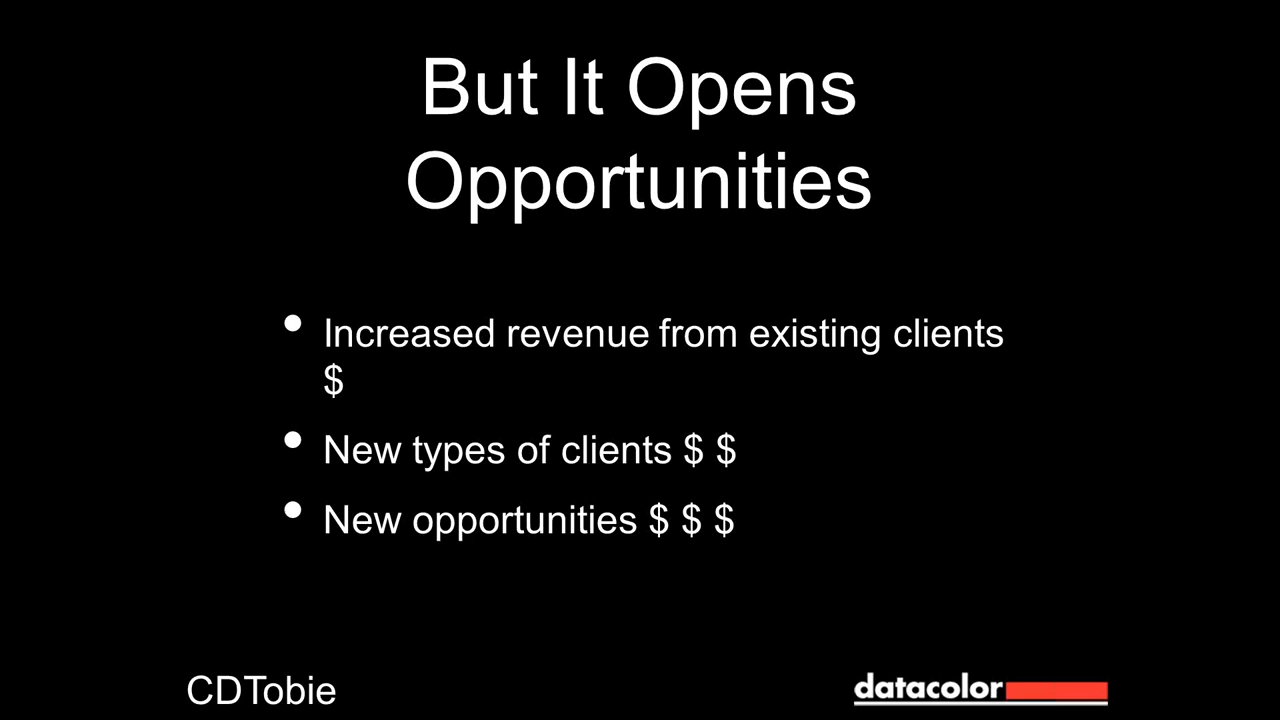 But It Opens
Opportunities
• Increased revenue from existing clients
$
• New types of clients $ $
• New opportunities $ $ $
CDTobie
datacolor